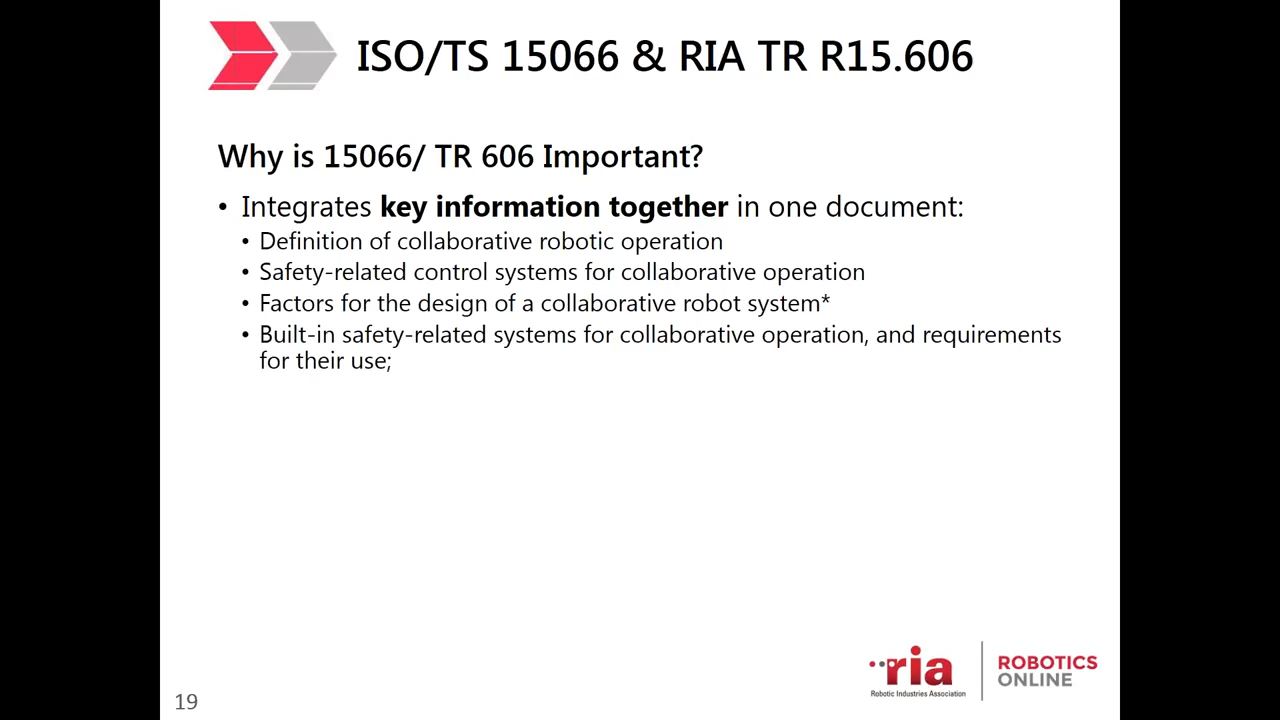 ISO/TS 15066 & RIA TR R15.606
Why is 15066/ TR 606 Important?
• Integrates key information together in one document:
• Definition of collaborative robotic operation
• Safety-related control systems for collaborative operation
• Factors for the design of a collaborative robot system*
• Built-in safety-related systems for collaborative operation, and requirements
for their use;
ria
Robotic Industries Association
ROBOTICS
ONLINE
19